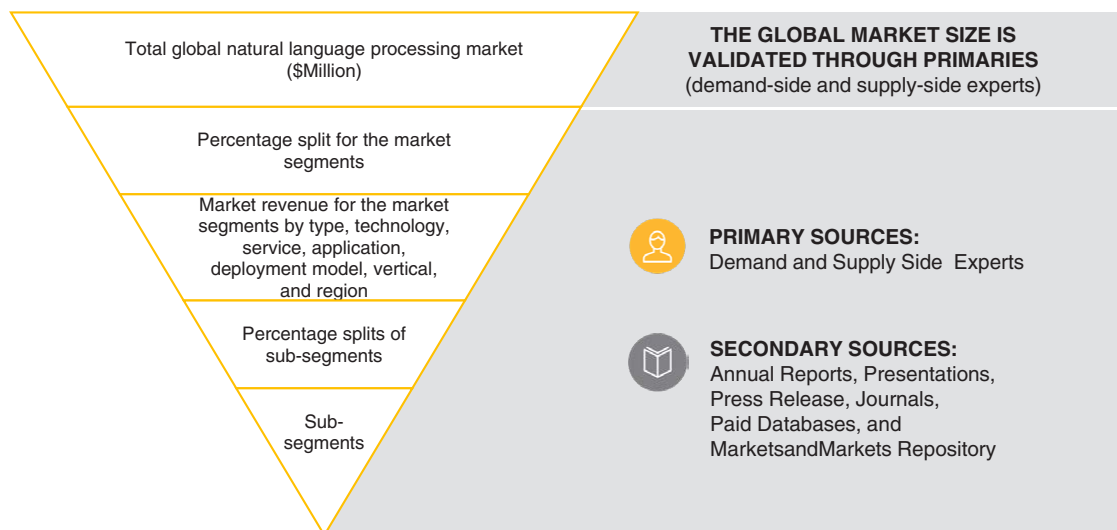 Total global natural language processing market
($Million)
Percentage split for the market
segments
Market revenue for the market
segments by type, technology,
service, application,
deployment model, vertical,
and region
Percentage splits of
sub-segments
Sub-
segments
THE GLOBAL MARKET SIZE IS
VALIDATED THROUGH PRIMARIES
(demand-side and supply-side experts)
PRIMARY SOURCES:
Demand and Supply Side Experts
SECONDARY SOURCES:
Annual Reports, Presentations,
Press Release, Journals,
Paid Databases, and
MarketsandMarkets Repository